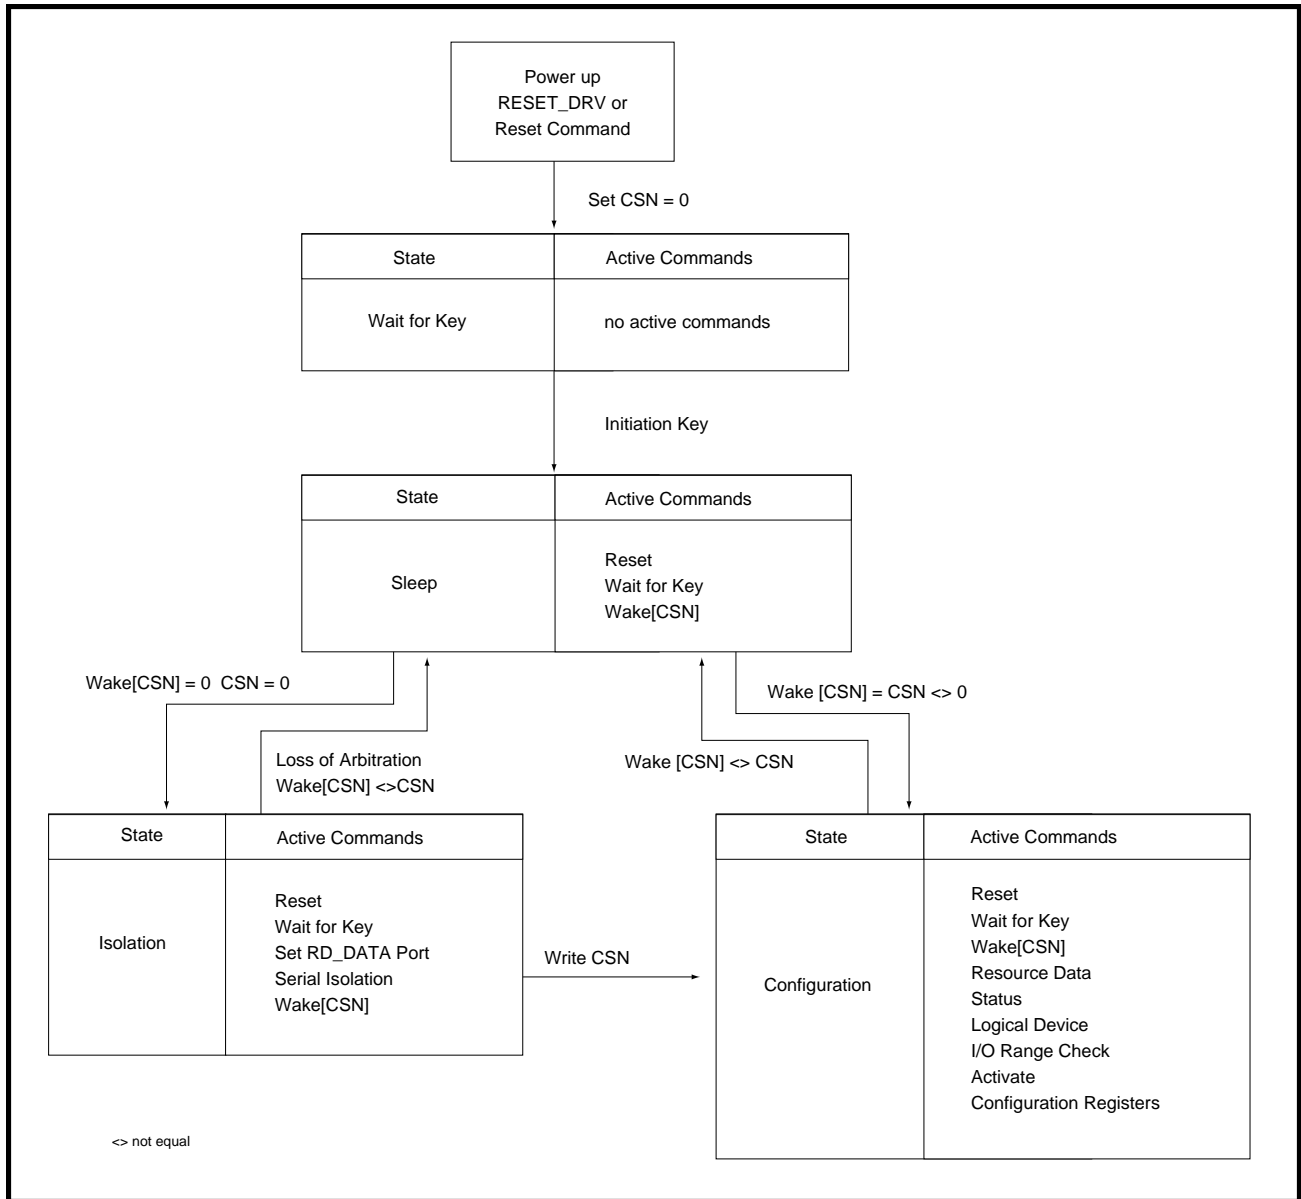 Power up
RESET_DRV or
Reset Command
Set CSN = 0
State
Active Commands
Wait for Key
no active commands
Initiation Key
State
Active Commands
Sleep
Reset
Wait for Key
Wake[CSN]
Wake[CSN] = 0  CSN = 0
Wake [CSN] = CSN <> 0
Loss of Arbitration
Wake[CSN] <>CSN
Wake [CSN] <> CSN
State
Active Commands
Isolation
Reset
Wait for Key
Set RD_DATA Port
Serial Isolation
Wake[CSN]
Write CSN
State
Active Commands
Configuration
Reset
Wait for Key
Wake[CSN]
Resource Data
Status
Logical Device
I/O Range Check
Activate
Configuration Registers
<> not equal